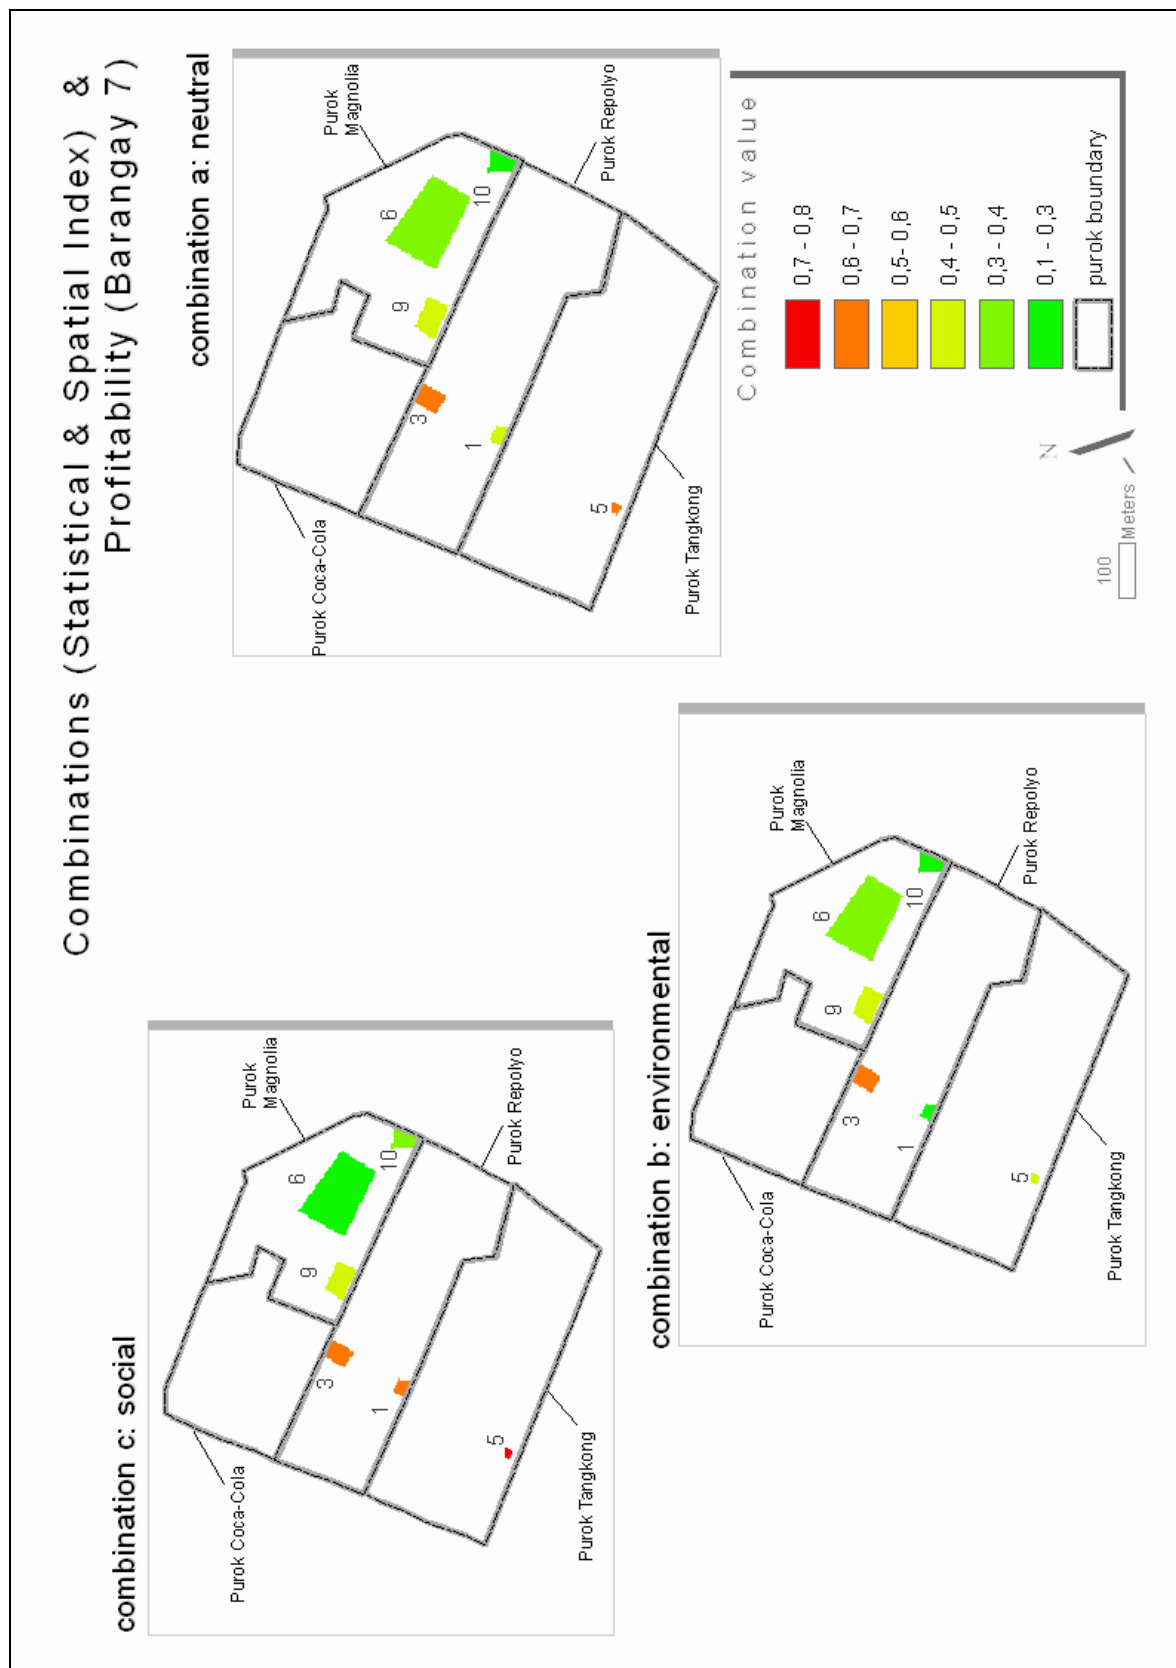 Combinations (Statistical & Spatial Index) &
Profitability (Barangay 7)
combination c: social
Purok Coca-Cola
Purok
Magnolia
6
9
10
3
1
5
Purok Repolyo
Purok Tangkong
combination a: neutral
Purok Coca-Cola
Purok
Magnolia
6
9
10
3
1
5
Purok Repolyo
Purok Tangkong
combination b: environmental
Purok Coca-Cola
Purok
Magnolia
6
9
10
3
1
5
Purok Repolyo
Purok Tangkong
Combination value
0,7 - 0,8
0,6 - 0,7
0,5- 0,6
0,4 - 0,5
0,3 - 0,4
0,1 - 0,3
purok boundary
N
100
Meters